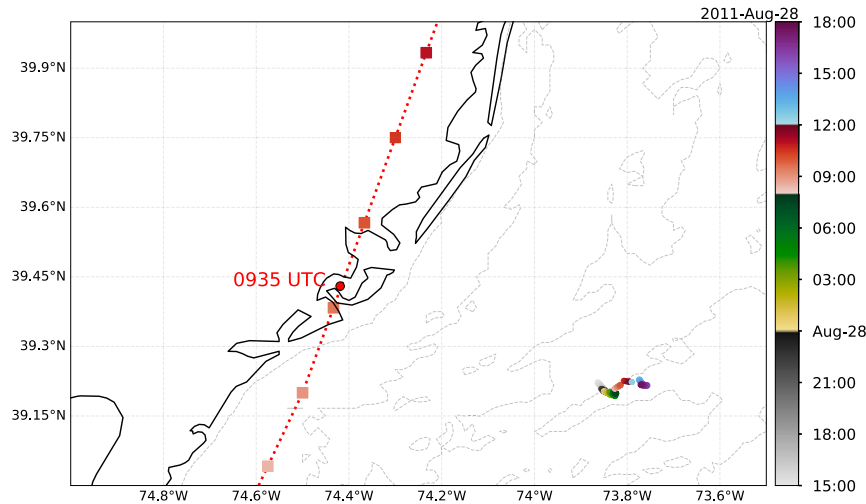 2011-Aug-28
39.9°N
39.75°N
39.6°N
39.45°N
39.3°N
39.15°N
0935 UTC
74.8°W
74.6°W
74.4°W
74.2°W
74°W
73.8°W
73.6°W
18:00
15:00
12:00
09:00
06:00
03:00
Aug-28
21:00
18:00
15:00